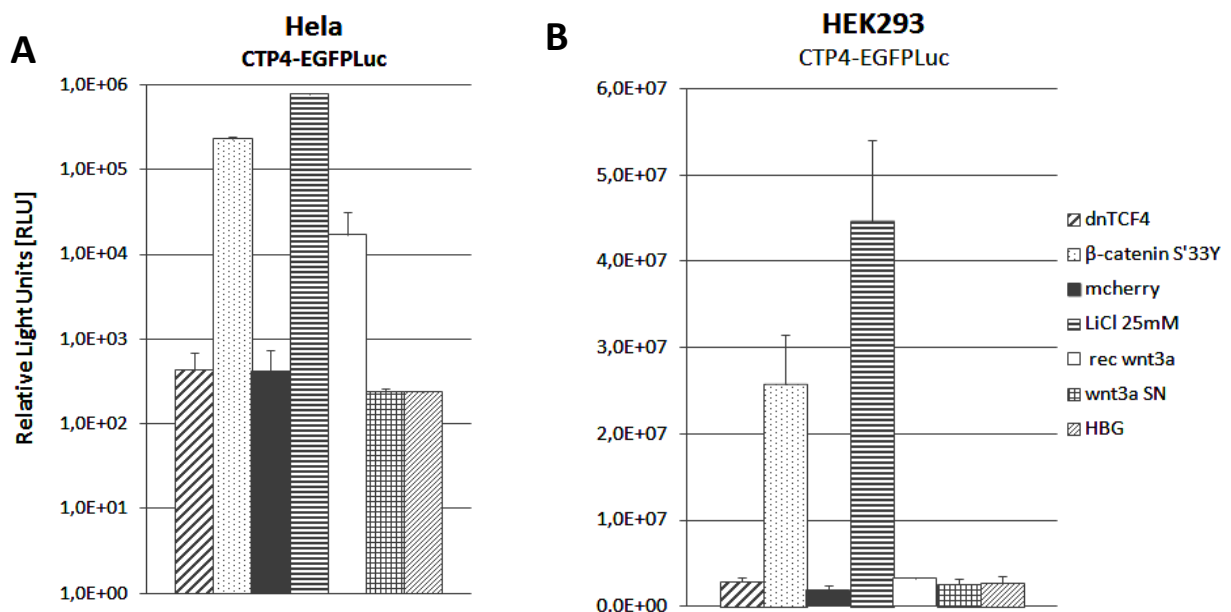 A
Hela
CTP4-EGFPLuc
Relative Light Units [RLU]
1,0E+06
1,0E+05
1,0E+04
1,0E+03
1,0E+02
1,0E+01
1,0E+00
B
HEK293
CTP4-EGFPLuc
6,0E+07
5,0E+07
4,0E+07
3,0E+07
2,0E+07
1,0E+07
0.0E+00
dnTCF4
β-catenin S'33Y
mcherry
LiCl 25mM
rec wnt3a
wnt3a SN
HBG